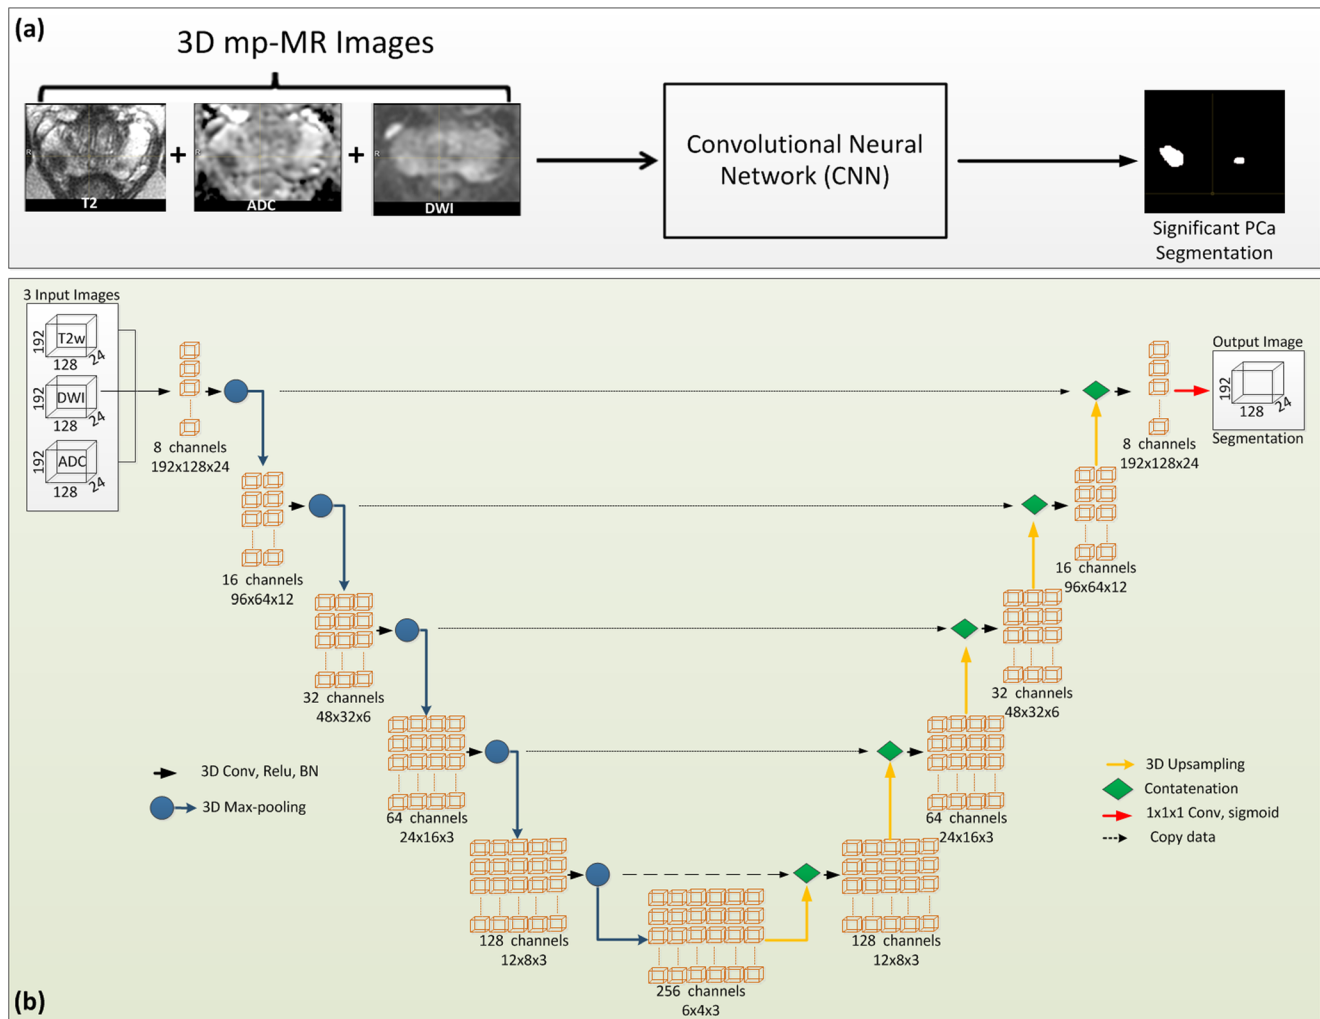 (a)
3D mp-MR Images
R
T2
+
R
ADC
+
R
DWI
Convolutional Neural
Network (CNN)
Significant PCa
Segmentation
3 Input Images
192
T2w
128
24
192
DWI
128
24
192
ADC
128
24
8 channels
192x128x24
16 channels
96x64x12
32 channels
48x32x6
64 channels
24x16x3
128 channels
12x8x3
256 channels
6x4x3
128 channels
12x8x3
64 channels
24x16x3
32 channels
48x32x6
16 channels
96x64x12
8 channels
192x128x24
Output Image
192
128
24
Segmentation
3D Conv, Relu, BN
3D Max-pooling
3D Upsampling
Contatenation
1x1x1 Conv, sigmoid
Copy data
(b)